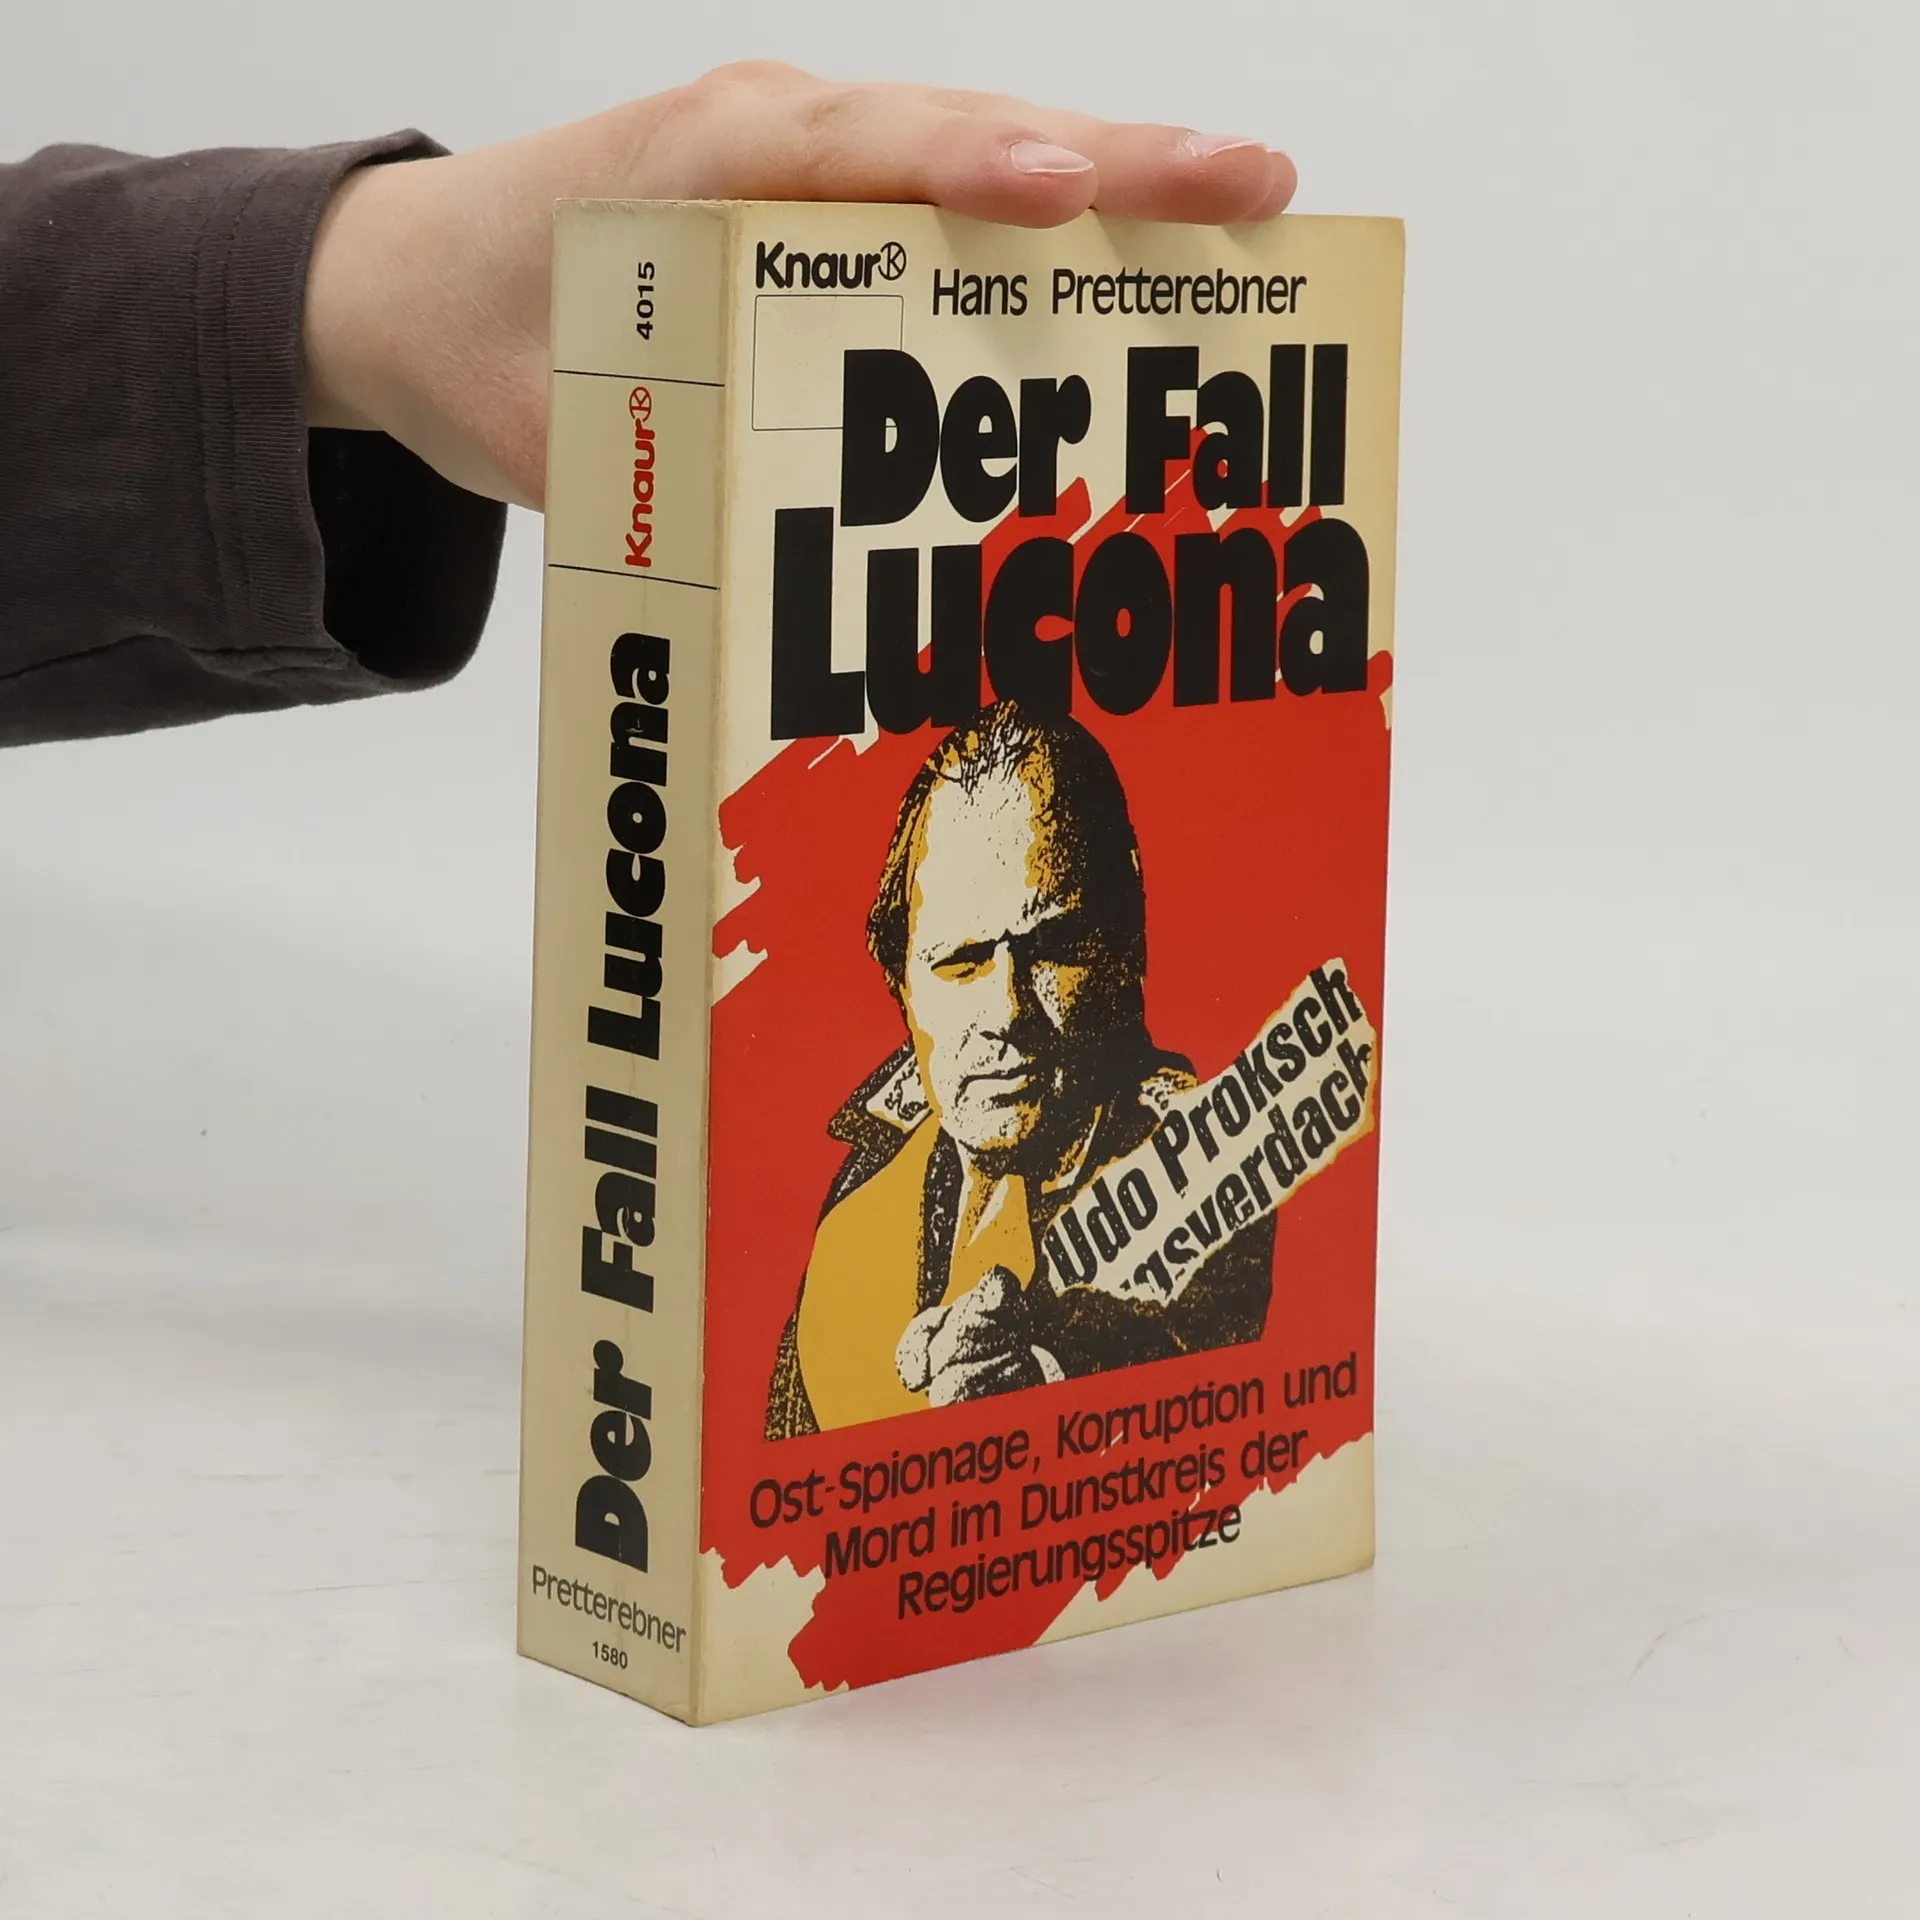 4015
Knaur
Der Fall Lucona
Pretterebner
1580
Knaur
Hans Pretterebner
Der Fall
Lucona
Udo Proksch
gsverdach
Ost-Spionage, Korruption und
Mord im Dunstkreis der
Regierungsspitze